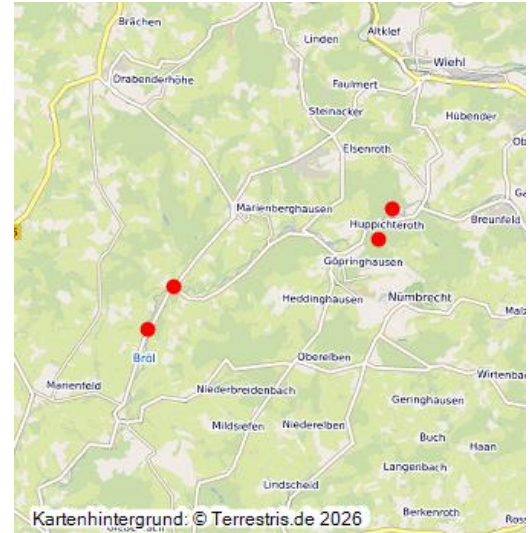 Brächen
Altklef
Linden
Wiehl
Drabenderhöhe
Faulmert
Steinacker
Hübender
Elsenroth
Marienberghausen
Huppichteroth
Breunfeld
Göpringhausen
Heddinghausen
Nümbrecht
Bröl
Oberelben
Marienfeld
Niederbreidenbach
Geringhausen
Mildsiefen
Niederelben
Buch
Haan
Langenbach
Lindscheid
Berkenroth
Kartenhintergrund: © Terrestris.de 2026